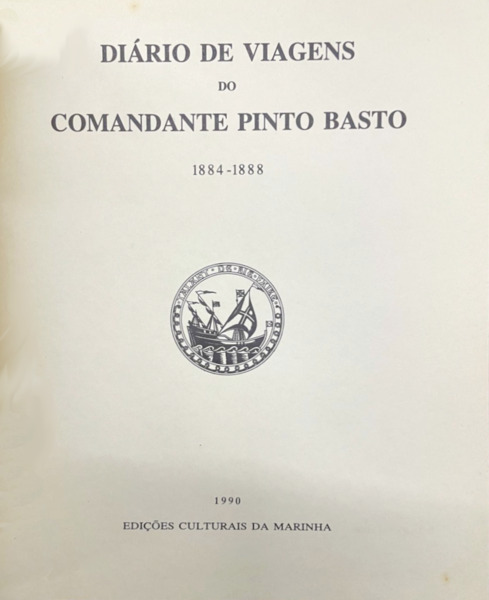 DIÁRIO DE VIAGENS
DO
COMANDANTE PINTO BASTO
1884-1888
1990
EDIÇÕES CULTURAIS DA MARINHA